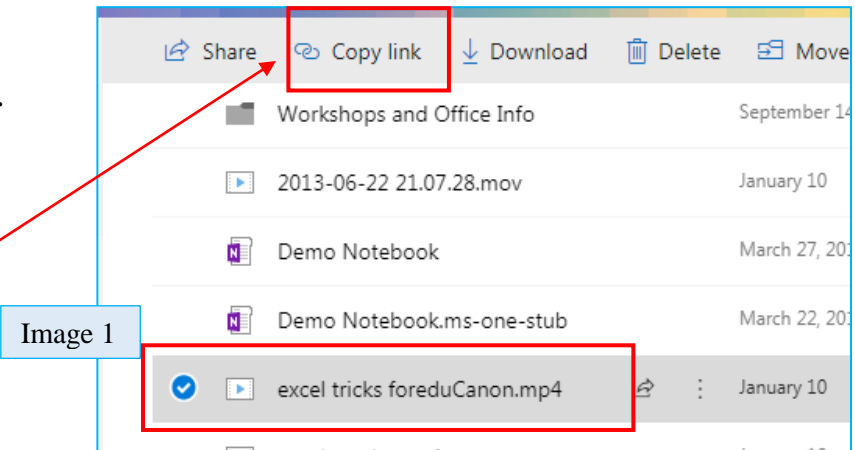 Share Copy link Download Delete Move
.
Workshops and Office Info September 14
2013-06-22 21.07.28.mov January 10
Demo Notebook March 27, 201
Image 1
Demo Notebook.ms-one-stub March 22, 201
excel tricks foreduCanon.mp4 January 10